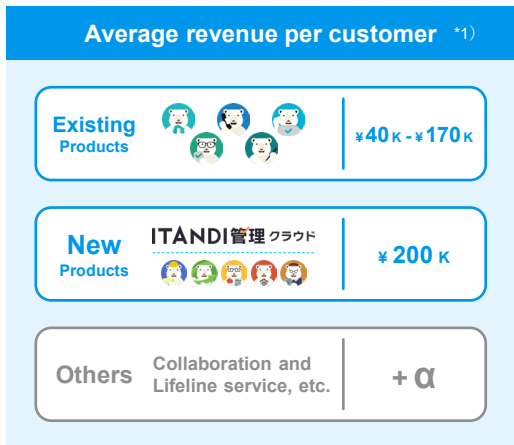 Average revenue per customer *1）
Existing
Products
¥40K-¥170K
New
Products
ITANDI管理クラウド
¥ 200 K
Others
Collaboration and
Lifeline service, etc.
+ α